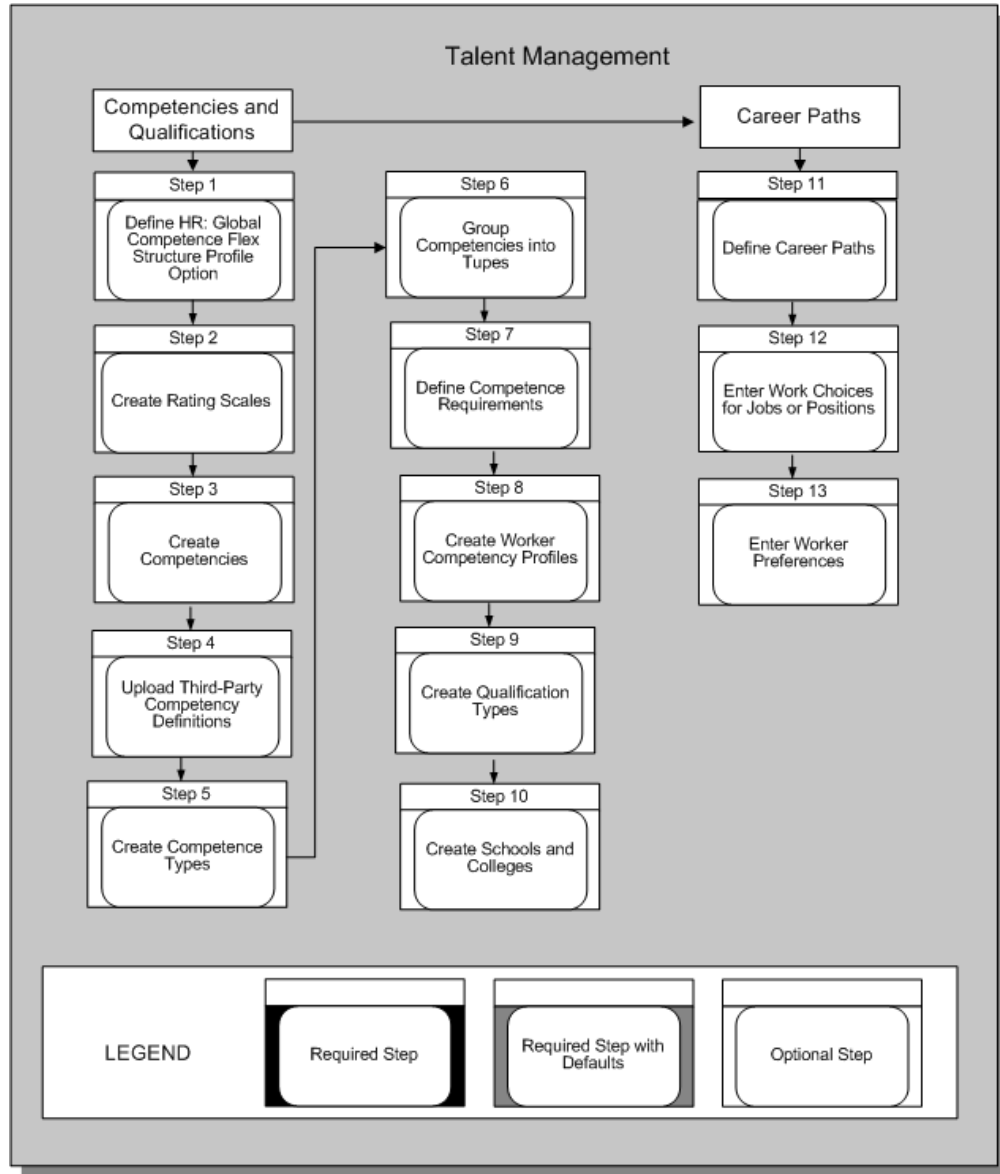 Talent Management
Competencies and
Qualifications
Career Paths
Step 1
Define HR: Global
Competence Flex
Structure Profile
Option
Step 2
Create Rating Scales
Step 3
Create
Competencies
Step 4
Upload Third-Party
Competency
Definitions
Step 5
Create Competence
Types
Step 6
Group
Competencies into
Tupes
Step 7
Define Competence
Requirements
Step 8
Create Worker
Competency Profiles
Step 9
Create Qualification
Types
Step 10
Create Schools and
Colleges
Step 11
Define Career Paths
Step 12
Enter Work Choices
for Jobs or Positions
Step 13
Enter Worker
Preferences
LEGEND
Required Step
Required Step with
Defaults
Optional Step